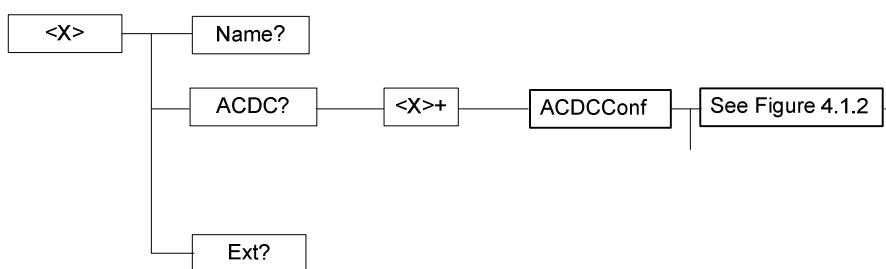 <X>
Name?
ACDC?
<X>+
ACDCConf
See Figure 4.1.2
Ext?